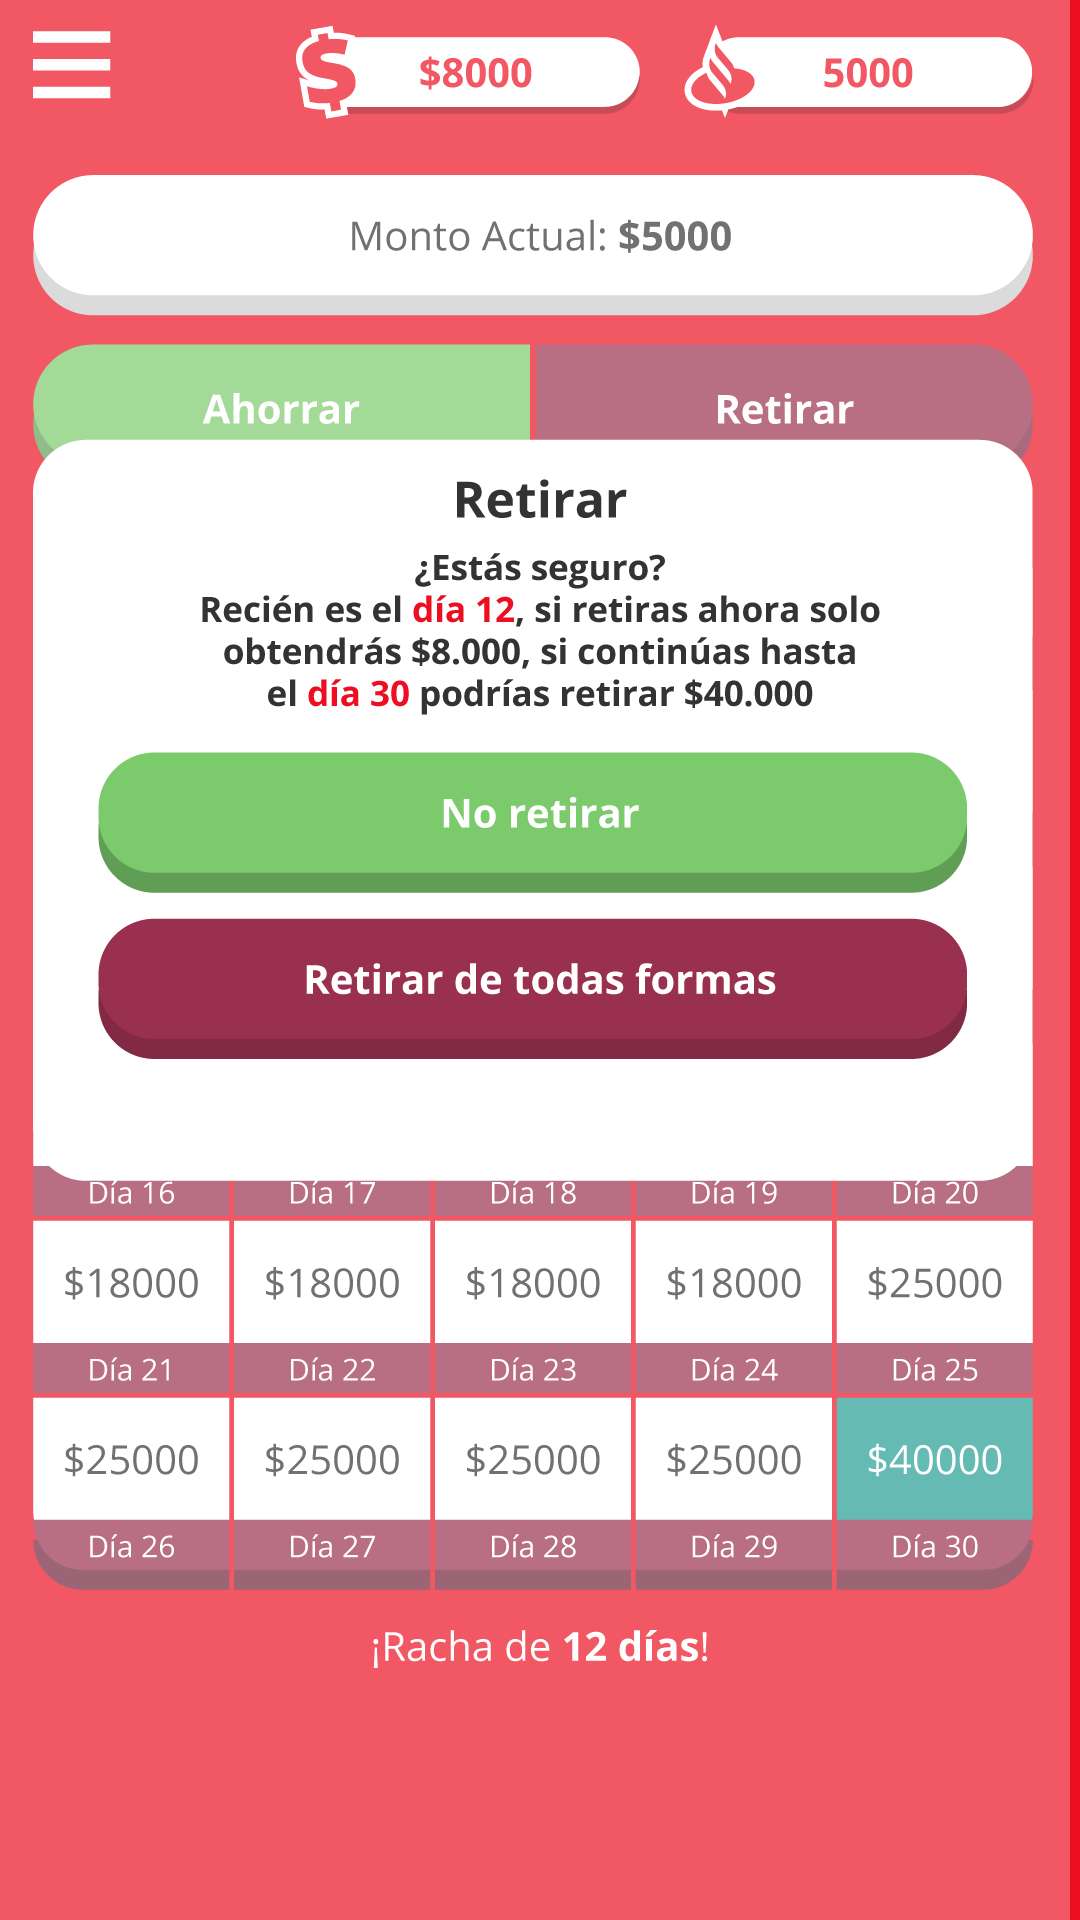 $8000
5000
Monto Actual: $5000
Ahorrar
Retirar
Retirar
¿Estás seguro?
Recién es el día 12, si retiras ahora solo
obtendrás $8.000, si continúas hasta
el día 30 podrías retirar $40.000
No retirar
Retirar de todas formas
Día 16 Día 17 Día 18 Día 19 Día 20
$18000 $18000 $18000 $18000 $25000
Día 21 Día 22 Día 23 Día 24 Día 25
$25000 $25000 $25000 $25000 $40000
Día 26 Día 27 Día 28 Día 29 Día 30
¡Racha de 12 días!